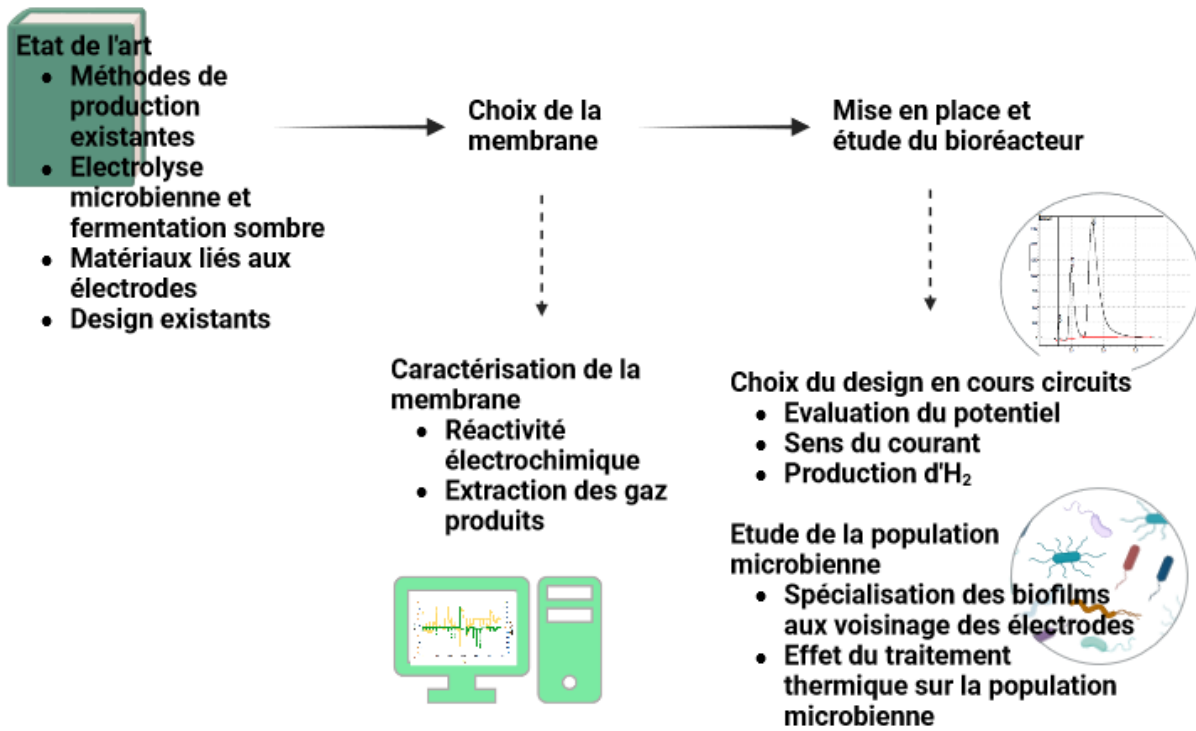 Etat de l'art
• Méthodes de
production
existantes
• Electrolyse
microbienne et
fermentation sombre
• Matériaux liés aux
électrodes
• Design existants
Choix de la
membrane
Mise en place et
étude du bioréacteur
Caractérisation de la
membrane
• Réactivité
électrochimique
• Extraction des gaz
produits
Choix du design en cours circuits
• Evaluation du potentiel
• Sens du courant
• Production d'H₂
Etude de la population
microbienne
• Spécialisation des biofilms
aux voisinage des électrodes
• Effet du traitement
thermique sur la population
microbienne